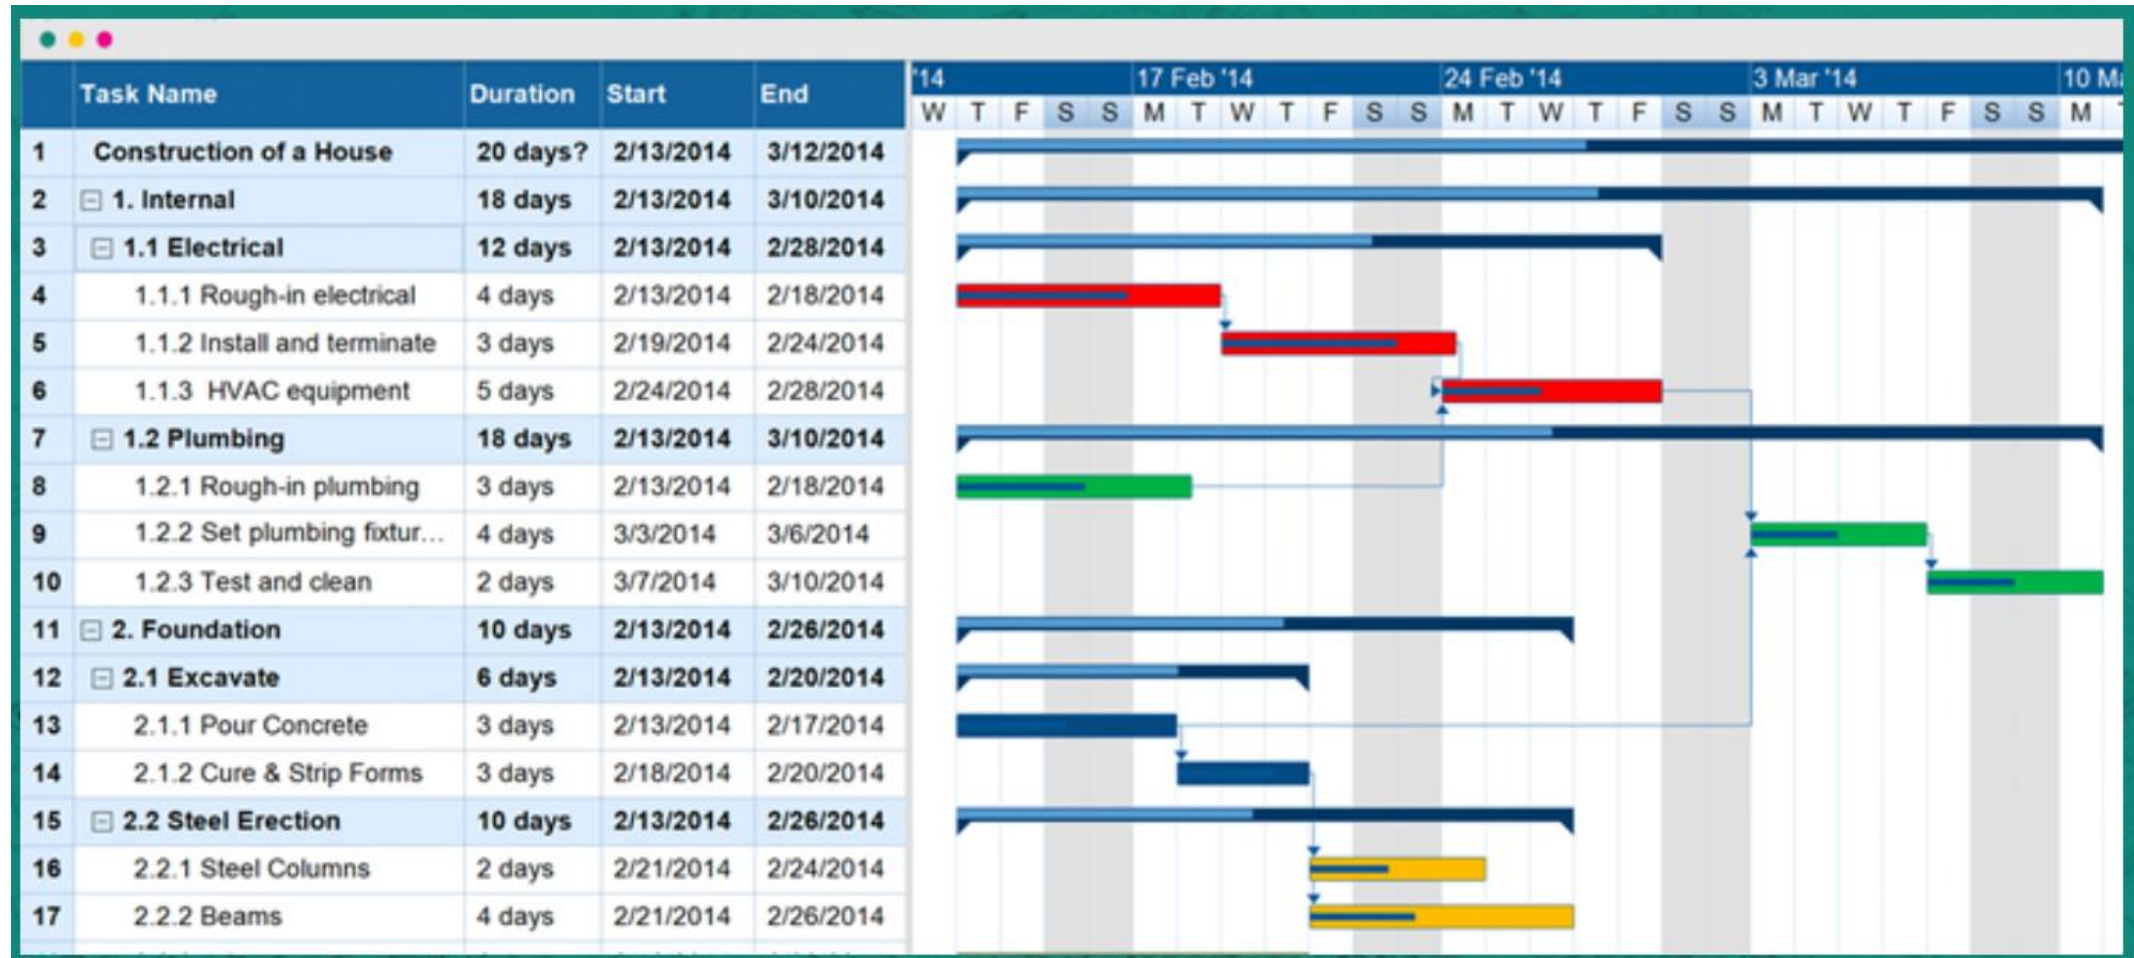 Task Name Duration Start End
'14 17 Feb '14 24 Feb '14 3 Mar '14 10
W T F S S M T W T F S S M T W T F S S M T W T F S S M
1 Construction of a House 20 days? 2/13/2014 3/12/2014
2 1. Internal 18 days 2/13/2014 3/10/2014
3 1.1 Electrical 12 days 2/13/2014 2/28/2014
4 1.1.1 Rough-in electrical 4 days 2/13/2014 2/18/2014
5 1.1.2 Install and terminate 3 days 2/19/2014 2/24/2014
6 1.1.3 HVAC equipment 5 days 2/24/2014 2/28/2014
7 1.2 Plumbing 18 days 2/13/2014 3/10/2014
8 1.2.1 Rough-in plumbing 3 days 2/13/2014 2/18/2014
9 1.2.2 Set plumbing fixtur... 4 days 3/3/2014 3/6/2014
10 1.2.3 Test and clean 2 days 3/7/2014 3/10/2014
11 2. Foundation 10 days 2/13/2014 2/26/2014
12 2.1 Excavate 6 days 2/13/2014 2/20/2014
13 2.1.1 Pour Concrete 3 days 2/13/2014 2/17/2014
14 2.1.2 Cure & Strip Forms 3 days 2/18/2014 2/20/2014
15 2.2 Steel Erection 10 days 2/13/2014 2/26/2014
16 2.2.1 Steel Columns 2 days 2/21/2014 2/24/2014
17 2.2.2 Beams 4 days 2/21/2014 2/26/2014